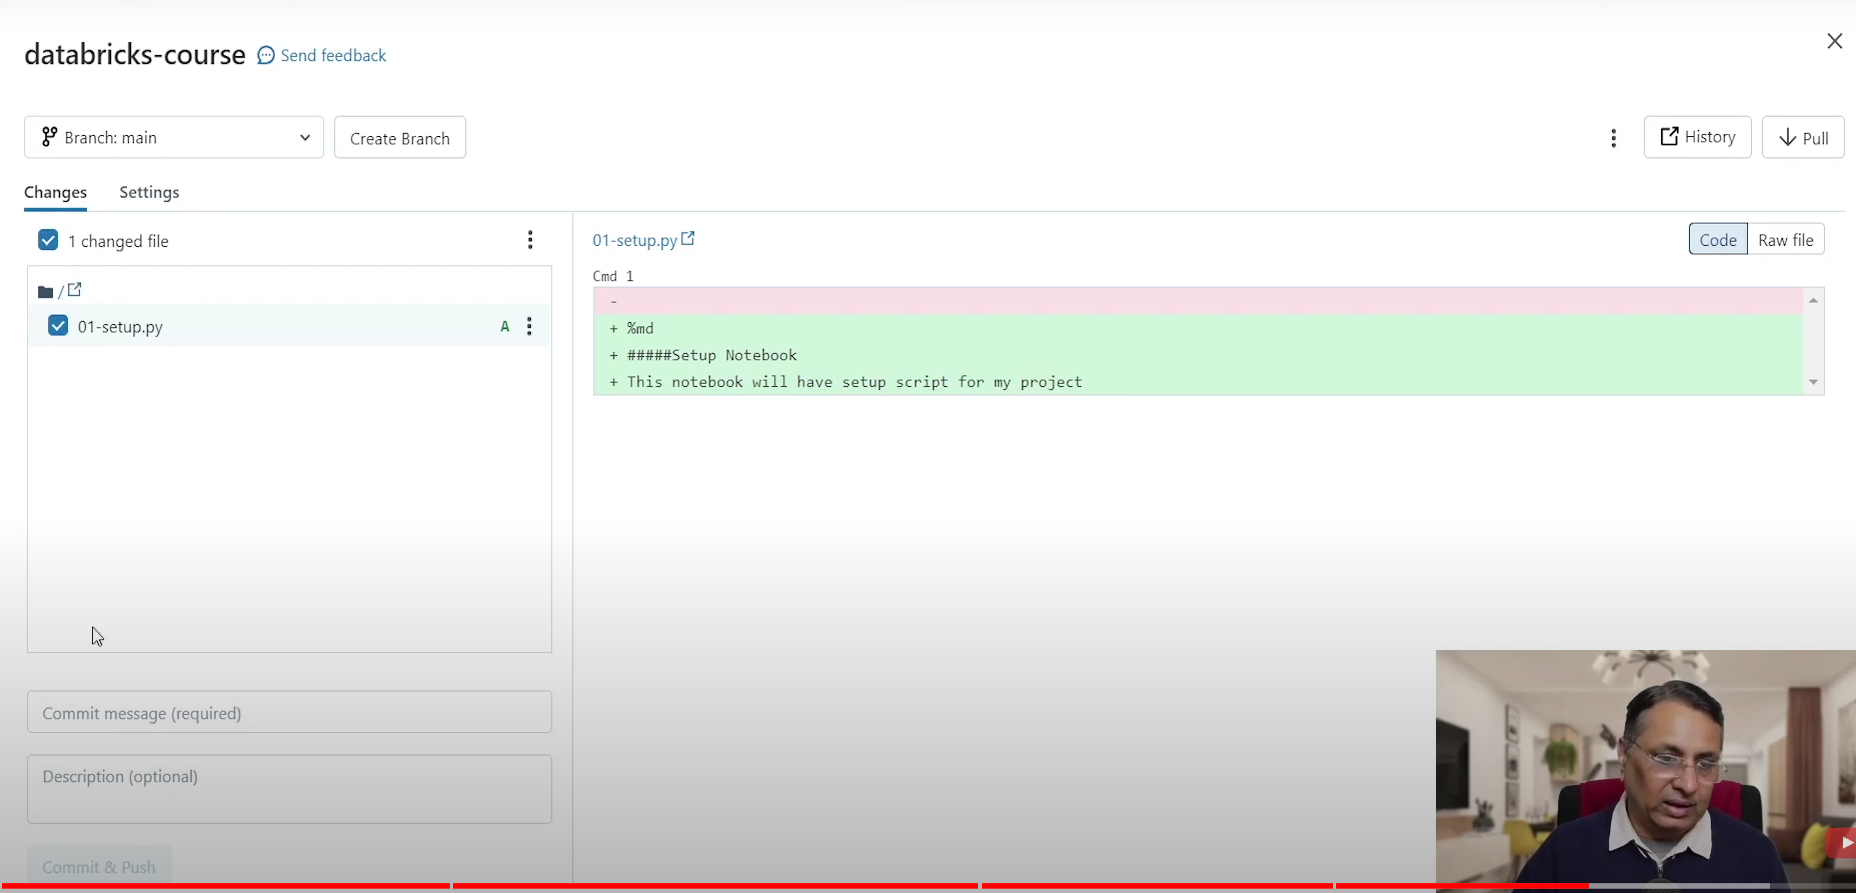 databricks-course Send feedback
Branch: main Create Branch History Pull
Changes Settings
1 changed file
/
01-setup.py A
Commit message (required)
Description (optional)
Commit & Push
01-setup.py Code Raw file
Cmd 1
-
+ %md
+ #####Setup Notebook
+ This notebook will have setup script for my project